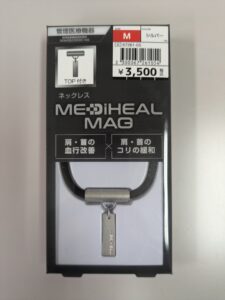 管理医療機器
M
シルバー
¥3,500
TOP付き
ネックレス
MEDiHEAL
MAG
肩・首の
血行改善
肩・首の
コリの緩和